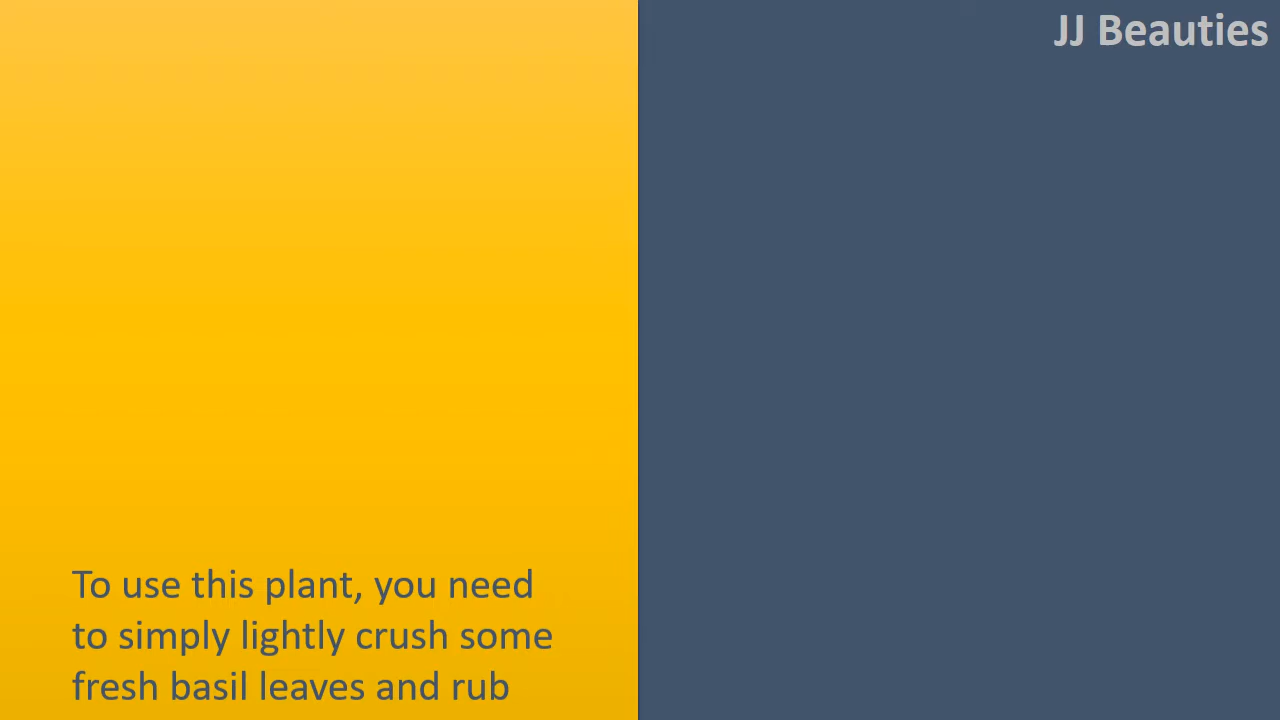 JJ Beauties
To use this plant, you need
to simply lightly crush some
fresh basil leaves and rub